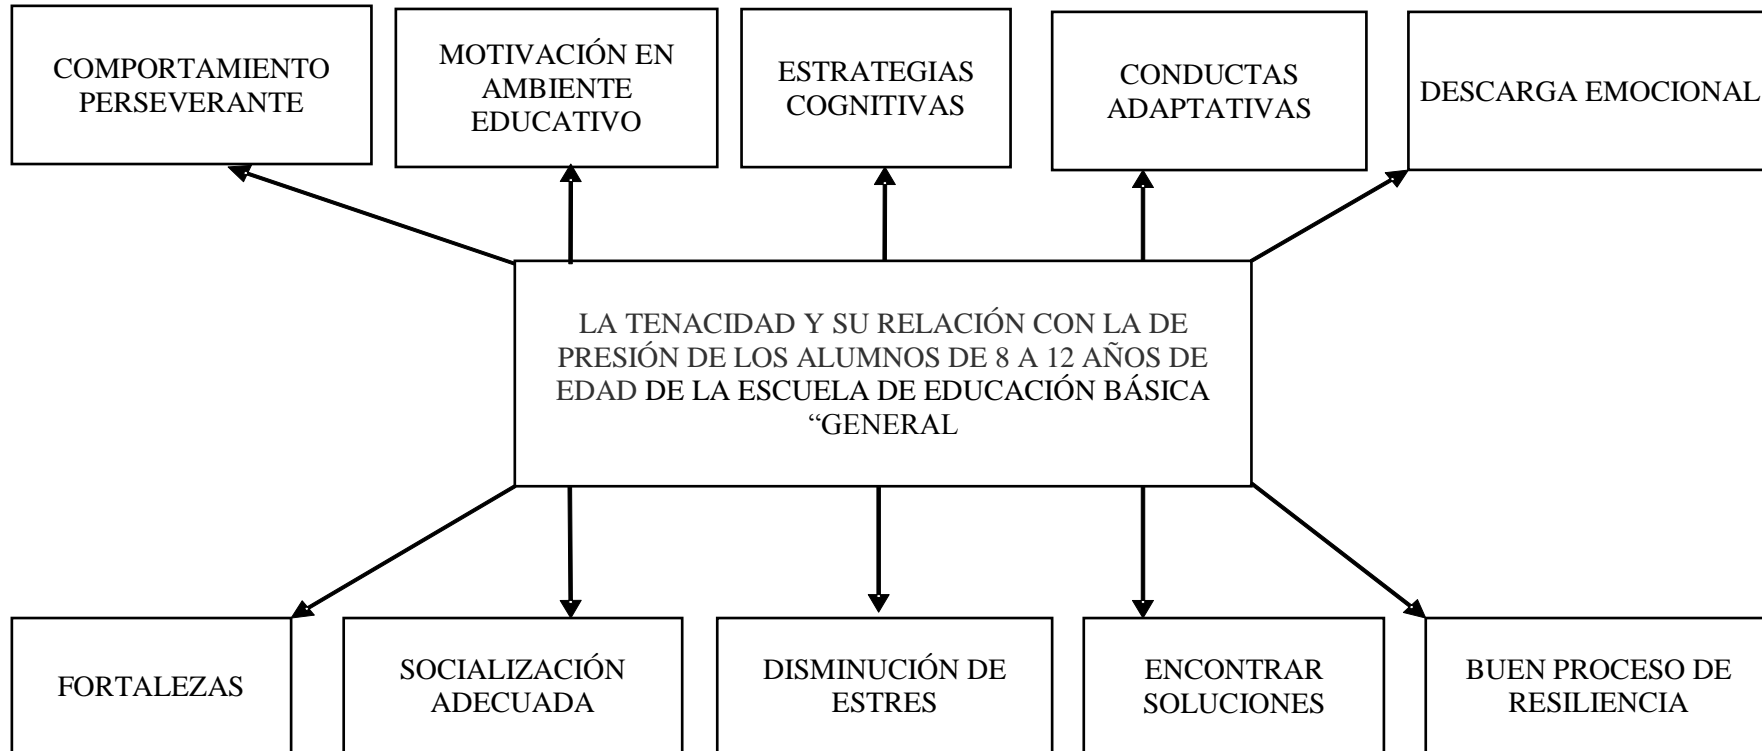 COMPORTAMIENTO
PERSEVERANTE
MOTIVACIÓN EN
AMBIENTE
EDUCATIVO
ESTRATEGIAS
COGNITIVAS
CONDUCTAS
ADAPTATIVAS
DESCARGA EMOCIONAL
LA TENACIDAD Y SU RELACIÓN CON LA DE
PRESIÓN DE LOS ALUMNOS DE 8 A 12 AÑOS DE
EDAD DE LA ESCUELA DE EDUCACIÓN BÁSICA
“GENERAL
FORTALEZAS
SOCIALIZACIÓN
ADECUADA
DISMINUCIÓN DE
ESTRES
ENCONTRAR
SOLUCIONES
BUEN PROCESO DE
RESILIENCIA